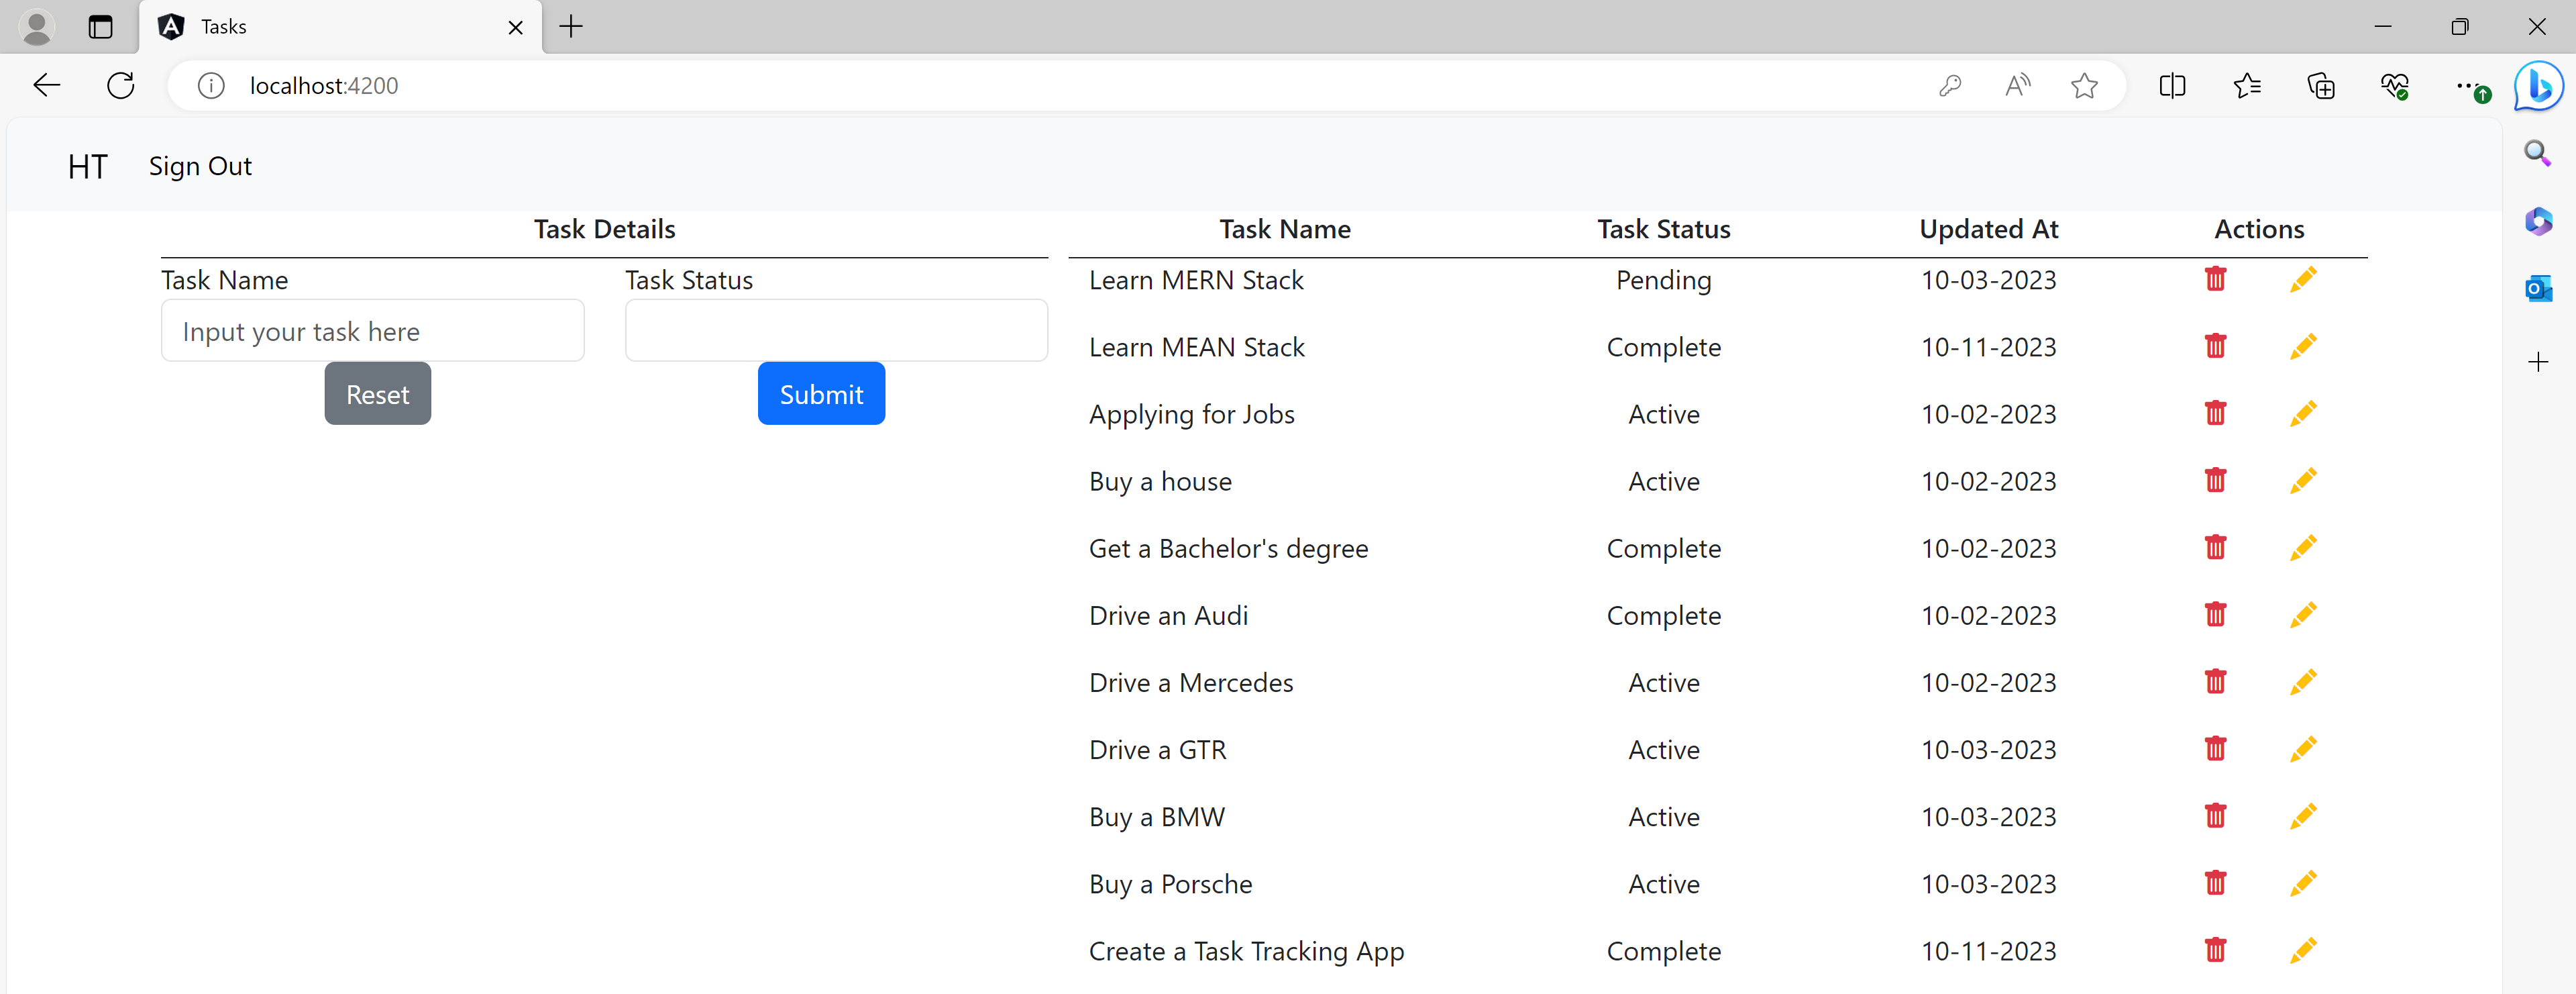 Tasks
localhost:4200
HT Sign Out
Task Details
Task Name Task Status
Input your task here
Reset Submit
Task Name Task Status Updated At Actions
Learn MERN Stack Pending 10-03-2023
Learn MEAN Stack Complete 10-11-2023
Applying for Jobs Active 10-02-2023
Buy a house Active 10-02-2023
Get a Bachelor's degree Complete 10-02-2023
Drive an Audi Complete 10-02-2023
Drive a Mercedes Active 10-02-2023
Drive a GTR Active 10-03-2023
Buy a BMW Active 10-03-2023
Buy a Porsche Active 10-03-2023
Create a Task Tracking App Complete 10-11-2023